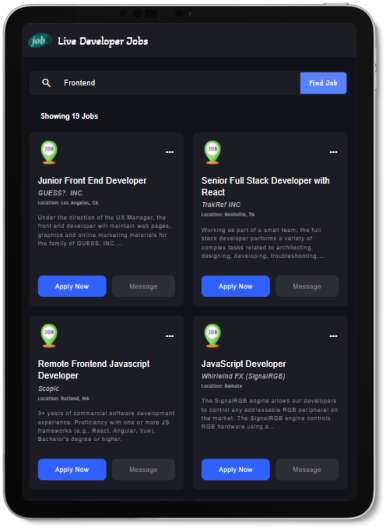 job Live Developer Jobs
Frontend
Find Job
Showing 19 Jobs
JOB
Junior Front End Developer
GUESS?. INC.
Location: Los Angeles, CA
Under the direction of the UX Manager, the
front end developer will maintain web pages,
graphics and online marketing materials for
the family of GUESS, INC....
Apply Now
Message
JOB
Senior Full Stack Developer with
React
TrakRef INC
Location: Nashville, TN
Working as part of a small team, the full
stack developer performs a variety of
complex tasks related to architecting,
designing, developing, troubleshooting,...
Apply Now
Message
JOB
Remote Frontend Javascript
Developer
Scopic
Location: Rutland, MA
3+ years of commercial software development
experience. Proficiency with one or more JS
frameworks (e.g., React, Angular, Vue).
Bachelor's degree or higher.
Apply Now
Message
JOB
JavaScript Developer
Whirlwind FX (SignalRGB)
Location: Remote
The SignalRGB engine allows our developers
to control any addressable RGB peripheral on
the market. The SignalRGB engine controls
RGB hardware using a...
Apply Now
Message